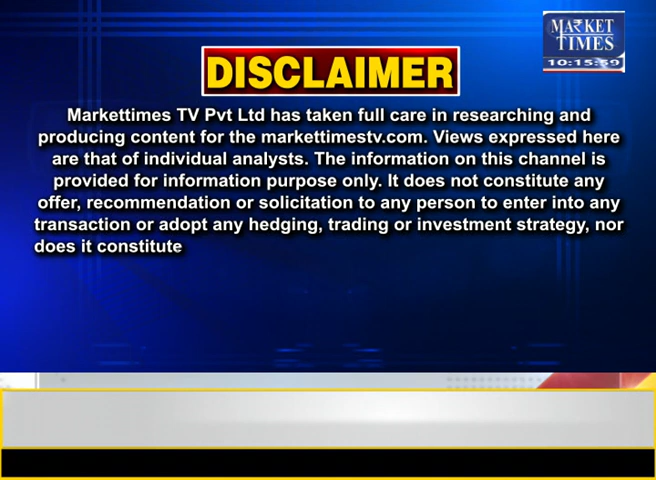 MARKET
TIMES
10:15:59
DISCLAIMER
Markettimes TV Pvt Ltd has taken full care in researching and
producing content for the markettimestv.com. Views expressed here
are that of individual analysts. The information on this channel is
provided for information purpose only. It does not constitute any
offer, recommendation or solicitation to any person to enter into any
transaction or adopt any hedging, trading or investment strategy, nor
does it constitute